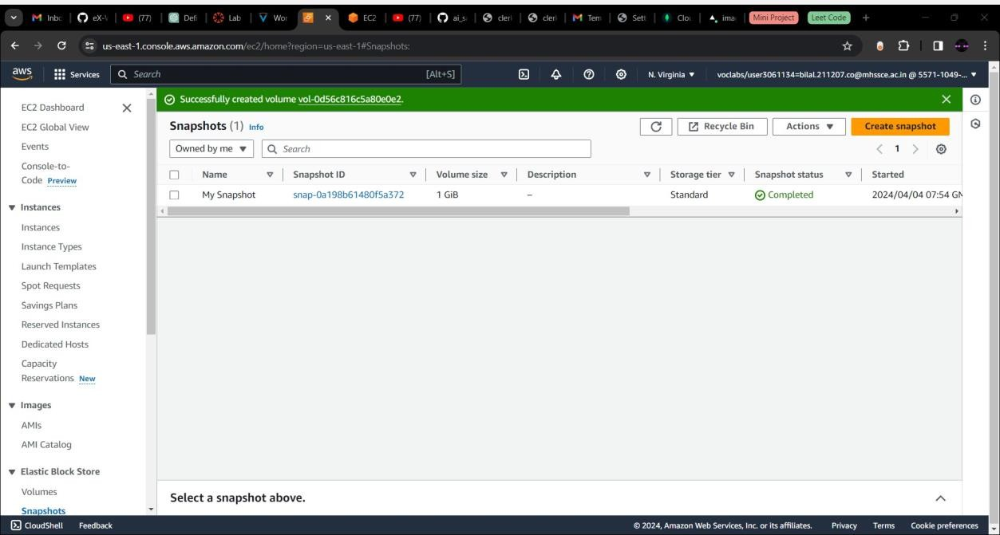 Inbc
eX-\
(77)
Defi
Lab
Wor
EC2
(77)
ai_s
cleri
cleri
Tem
Sett
Clou
ima
Mini Project
Leet Code
us-east-1.console.aws.amazon.com/ec2/home?region=us-east-1#Snapshots:
aws
Services
Search
[Alt+S]
N. Virginia
voclabs/user3061134=bilal.211207.co@mhssce.ac.in @ 5571-1049-...
EC2 Dashboard
EC2 Global View
Events
Console-to-
Code Preview
Instances
Instances
Instance Types
Launch Templates
Spot Requests
Savings Plans
Reserved Instances
Dedicated Hosts
Capacity
Reservations New
Images
AMIs
AMI Catalog
Elastic Block Store
Volumes
Snapshots
Successfully created volume vol-0d56c816c5a80e0e2.
Snapshots (1) Info
Recycle Bin
Actions
Create snapshot
Owned by me
Search
1
Name
Snapshot ID
Volume size
Description
Storage tier
Snapshot status
Started
My Snapshot
snap-0a198b61480f5a372
1 GiB
–
Standard
Completed
2024/04/04 07:54 GM
Select a snapshot above.
CloudShell
Feedback
© 2024, Amazon Web Services, Inc. or its affiliates.
Privacy
Terms
Cookie preferences